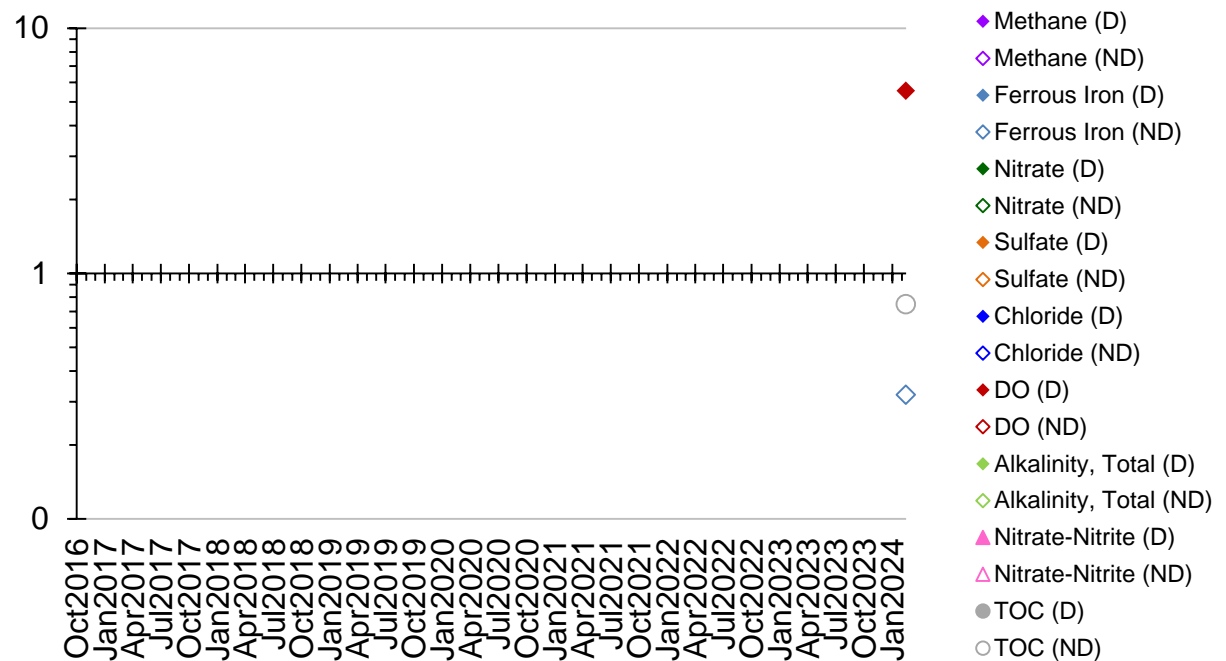 10
1
0
Oct2016
Jan2017
Apr2017
Jul2017
Oct2017
Jan2018
Apr2018
Jul2018
Oct2018
Jan2019
Apr2019
Jul2019
Oct2019
Jan2020
Apr2020
Jul2020
Oct2020
Jan2021
Apr2021
Jul2021
Oct2021
Jan2022
Apr2022
Jul2022
Oct2022
Jan2023
Apr2023
Jul2023
Oct2023
Jan2024
Methane (D)
Methane (ND)
Ferrous Iron (D)
Ferrous Iron (ND)
Nitrate (D)
Nitrate (ND)
Sulfate (D)
Sulfate (ND)
Chloride (D)
Chloride (ND)
DO (D)
DO (ND)
Alkalinity, Total (D)
Alkalinity, Total (ND)
Nitrate-Nitrite (D)
Nitrate-Nitrite (ND)
TOC (D)
TOC (ND)